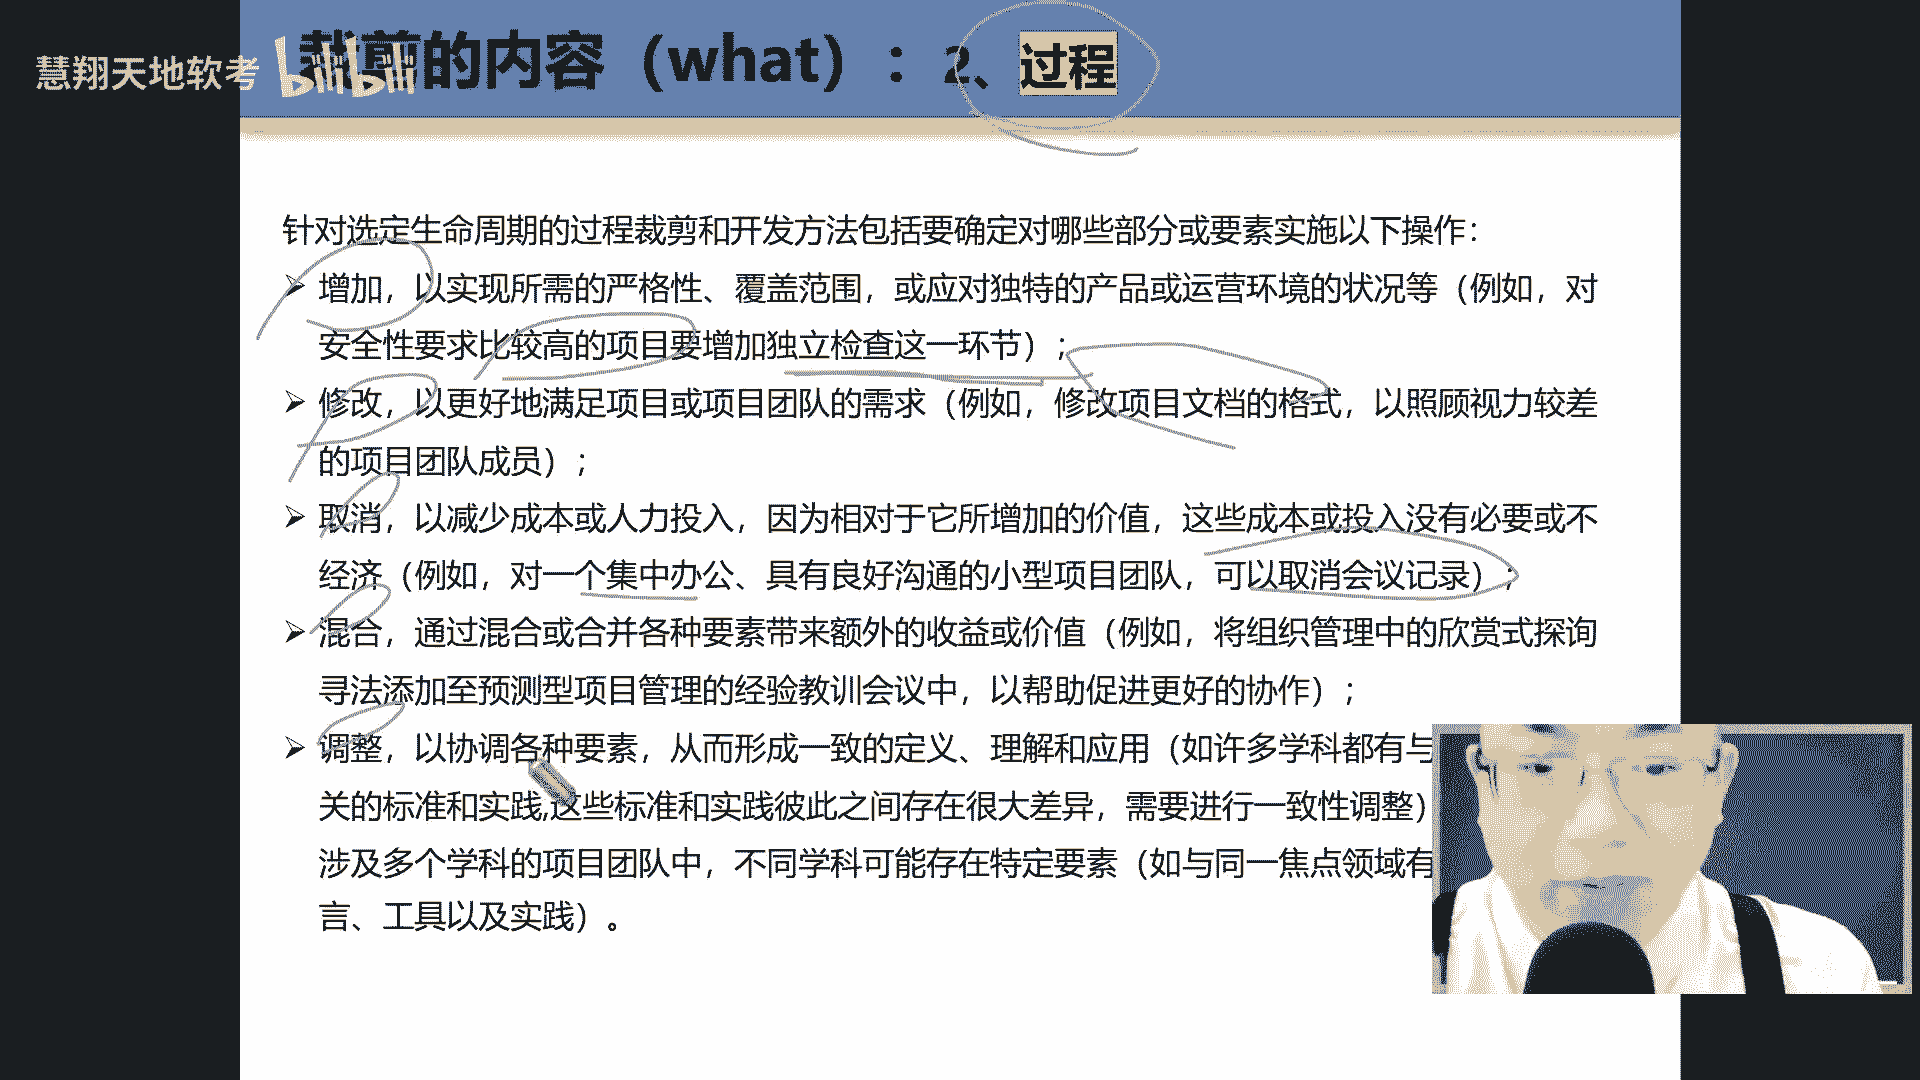 慧翔天地软考 bilibili
裁剪的内容（what）：2、过程
针对选定生命周期的过程裁剪和开发方法包括要确定对哪些部分或要素实施以下操作：
➢ 增加，以实现所需的严格性、覆盖范围，或应对独特的产品或运营环境的状况等（例如，对
安全性要求比较高的项目要增加独立检查这一环节）；
➢ 修改，以更好地满足项目或项目团队的需求（例如，修改项目文档的格式，以照顾视力较差
的项目团队成员）；
➢ 取消，以减少成本或人力投入，因为相对于它所增加的价值，这些成本或投入没有必要或不
经济（例如，对一个集中办公、具有良好沟通的小型项目团队，可以取消会议记录）；
➢ 混合，通过混合或合并各种要素带来额外的收益或价值（例如，将组织管理中的欣赏式探询
寻法添加至预测型项目管理的经验教训会议中，以帮助促进更好的协作）；
➢ 调整，以协调各种要素，从而形成一致的定义、理解和应用（如许多学科都有与
关的标准和实践,这些标准和实践彼此之间存在很大差异，需要进行一致性调整）
涉及多个学科的项目团队中，不同学科可能存在特定要素（如与同一焦点领域有
言、工具以及实践）。